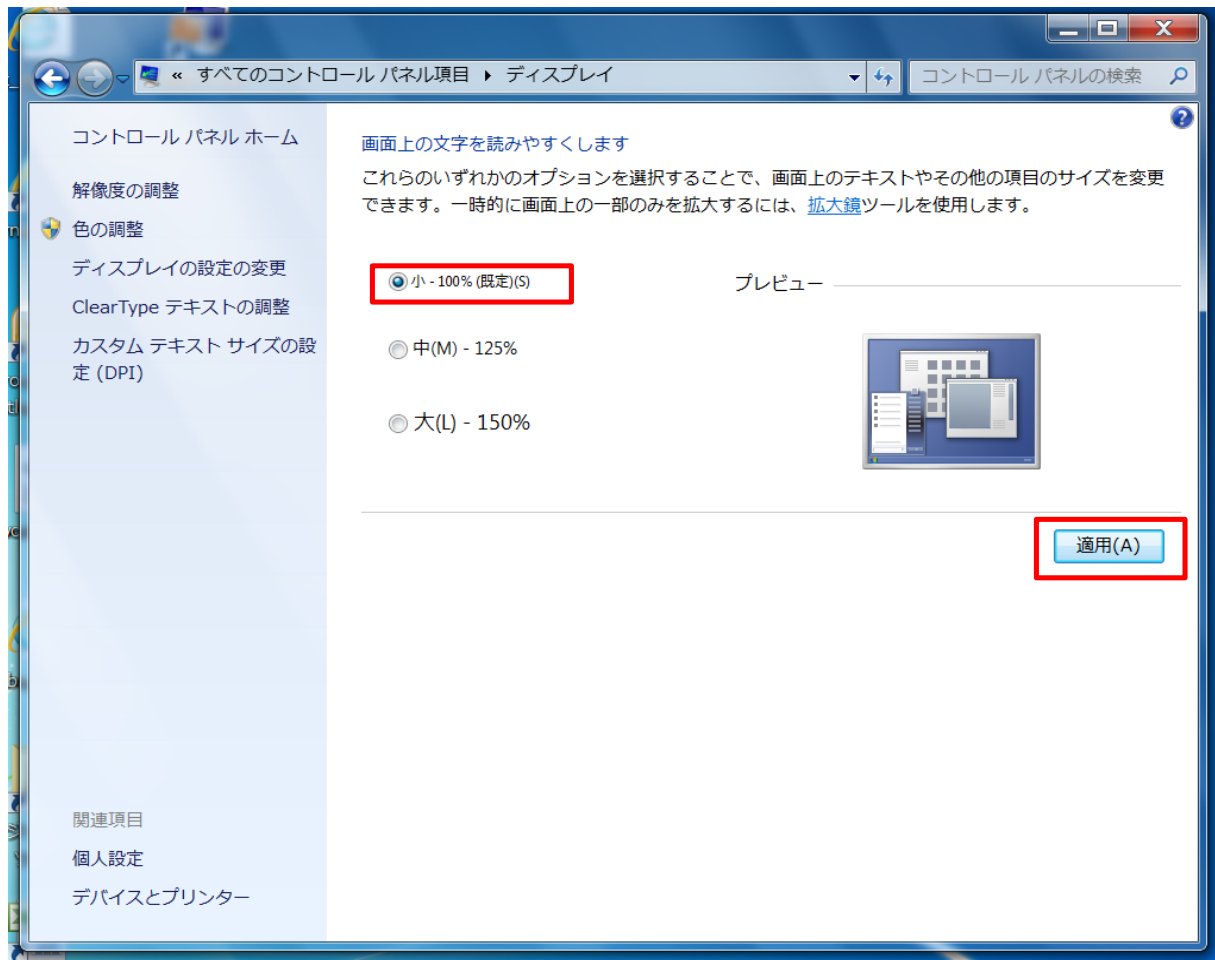 « すべてのコントロール パネル項目 ディスプレイ
コントロール パネルの検索
コントロール パネル ホーム
解像度の調整
色の調整
ディスプレイの設定の変更
ClearType テキストの調整
カスタム テキスト サイズの設
定 (DPI)
関連項目
個人設定
デバイスとプリンター
画面上の文字を読みやすくします
これらのいずれかのオプションを選択することで、画面上のテキストやその他の項目のサイズを変更
できます。一時的に画面上の一部のみを拡大するには、拡大鏡ツールを使用します。
小 - 100% (既定)(S)
プレビュー
中(M) - 125%
大(L) - 150%
適用(A)